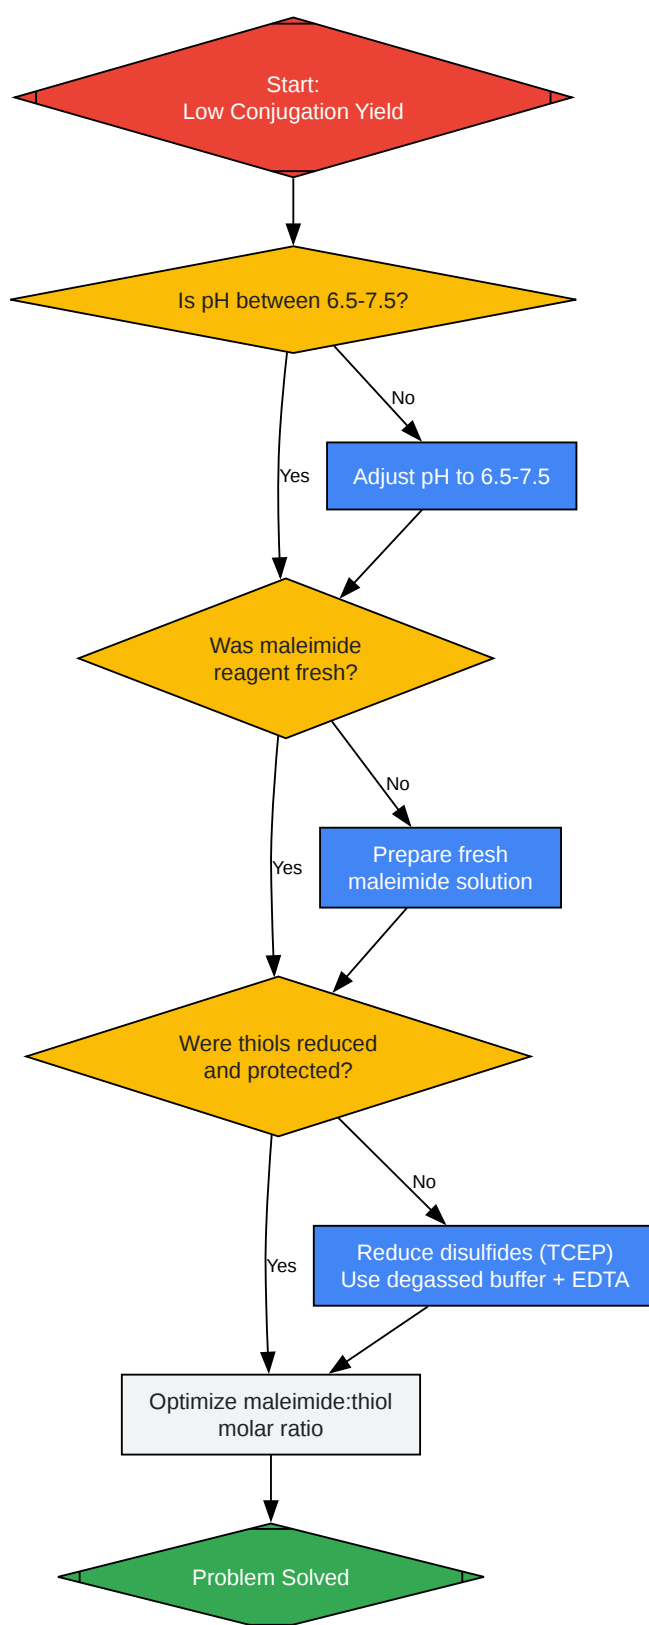 Start:
Low Conjugation Yield
Is pH between 6.5-7.5?
No
Yes
Adjust pH to 6.5-7.5
Was maleimide
reagent fresh?
No
Yes
Prepare fresh
maleimide solution
Were thiols reduced
and protected?
No
Yes
Reduce disulfides (TCEP)
Use degassed buffer + EDTA
Optimize maleimide:thiol
molar ratio
Problem Solved